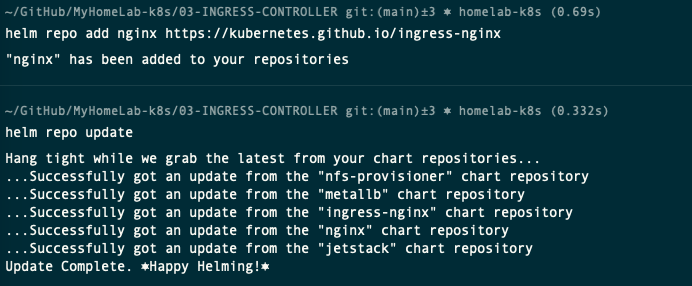 ~/GitHub/MyHomeLab-k8s/03-INGRESS-CONTROLLER git:(main)±3 ⎈ homelab-k8s (0.69s)
helm repo add nginx https://kubernetes.github.io/ingress-nginx
"nginx" has been added to your repositories
~/GitHub/MyHomeLab-k8s/03-INGRESS-CONTROLLER git:(main)±3 ⎈ homelab-k8s (0.332s)
helm repo update
Hang tight while we grab the latest from your chart repositories...
...Successfully got an update from the "nfs-provisioner" chart repository
...Successfully got an update from the "metallb" chart repository
...Successfully got an update from the "ingress-nginx" chart repository
...Successfully got an update from the "nginx" chart repository
...Successfully got an update from the "jetstack" chart repository
Update Complete. ⎈Happy Helming!⎈